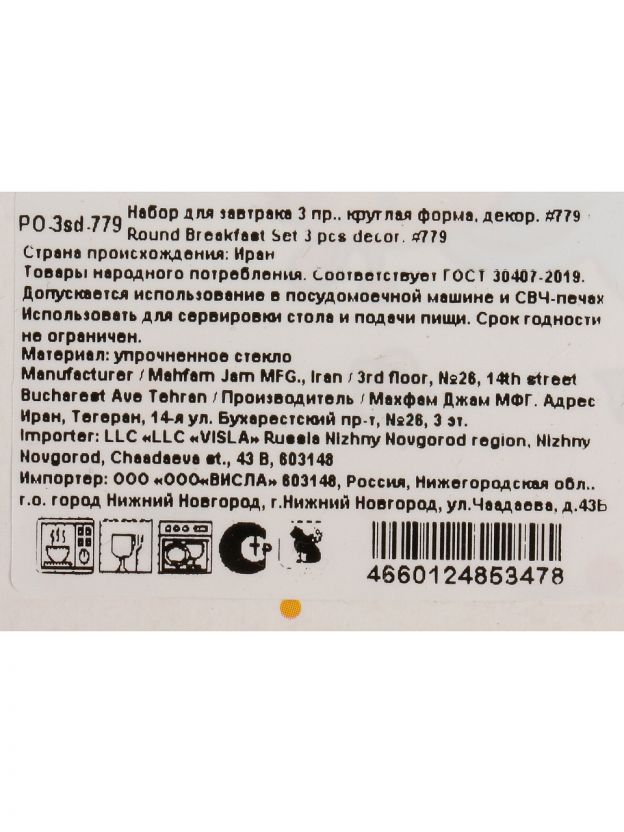 PO-3sd-779
Набор для завтрака 3 пр., круглая форма, декор. #779
Round Breakfast Set 3 pcs decor. #779
Страна происхождения: Иран
Товары народного потребления. Соответствует ГОСТ 30407-2019.
Допускается использование в посудомоечной машине и СВЧ-печах
Использовать для сервировки стола и подачи пищи. Срок годности
не ограничен.
Материал: упрочненное стекло
Manufacturer / Mahfam Jam MFG., Iran / 3rd floor, №26, 14th street
Bucharest Ave Tehran / Производитель / Махфам Джам МФГ. Адрес
Иран, Тегеран, 14-я ул. Бухарестский пр-т, №26, 3 эт.
Importer: LLC «LLC «VISLA» Russia Nizhny Novgorod region, Nizhny
Novgorod, Chaadaeva st., 43 B, 603148
Импортер: ООО «ООО«ВИСЛА» 603148, Россия, Нижегородская обл.,
г.о. город Нижний Новгород, г.Нижний Новгород, ул.Чаадаева, д.43Б
СТР
4660124853478